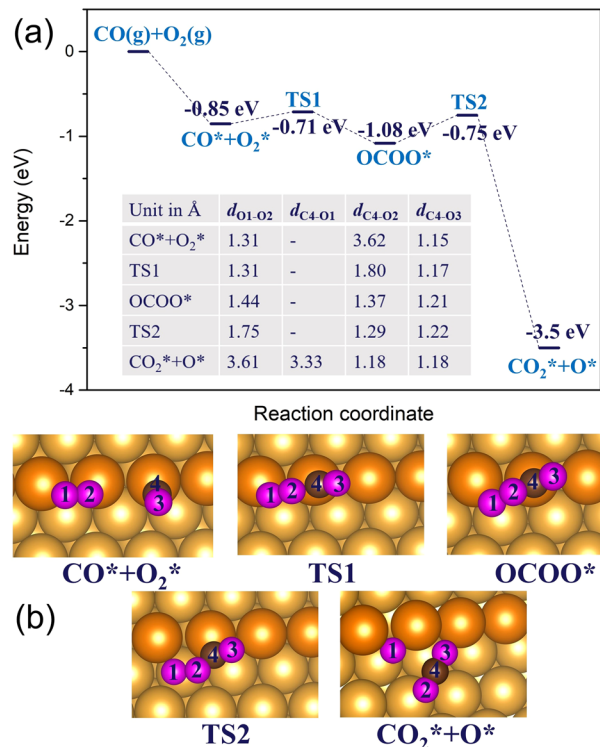 (a)
CO(g)+O₂(g)
0
-0.85 eV
CO*+O₂*
TS1
-0.71 eV
-1.08 eV
OCOO*
TS2
-0.75 eV
-1
-2
-3
-4
Energy (eV)
Unit in Å d_O1-O2 d_C4-O1 d_C4-O2 d_C4-O3
CO*+O₂* 1.31 - 3.62 1.15
TS1 1.31 - 1.80 1.17
OCOO* 1.44 - 1.37 1.21
TS2 1.75 - 1.29 1.22
CO₂*+O* 3.61 3.33 1.18 1.18
-3.5 eV
CO₂*+O*
Reaction coordinate
1 2 4 3
CO*+O₂*
1 2 4 3
TS1
1 2 4 3
OCOO*
(b)
1 2 4 3
TS2
1 3 4 2
CO₂*+O*